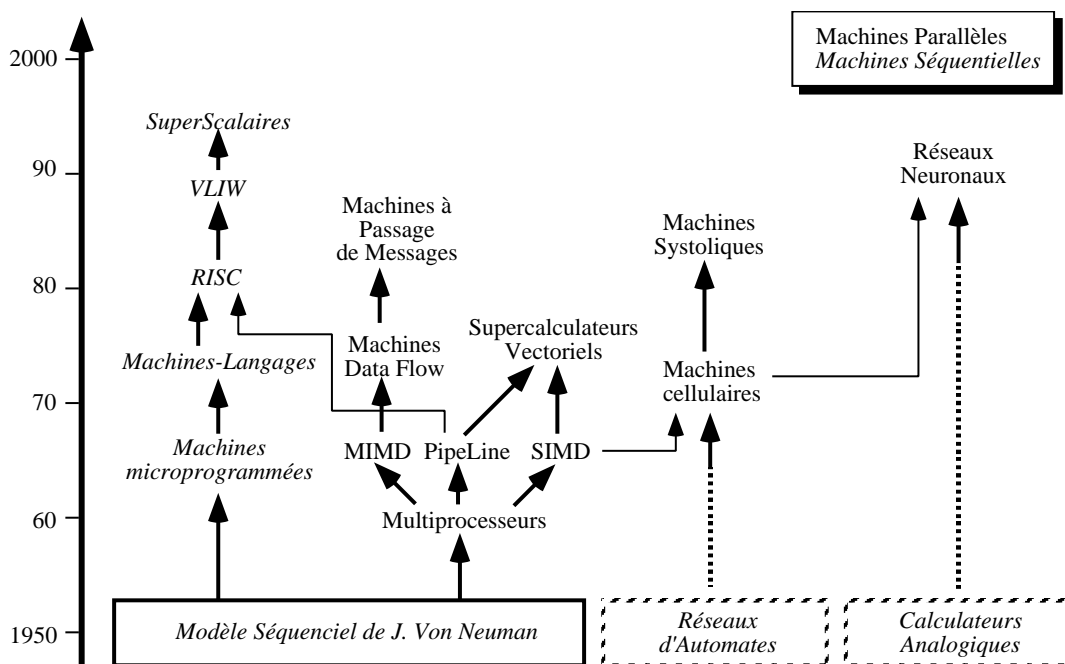 2000
Machines Parallèles
Machines Séquentielles
SuperScalaires
90
VLIW
Réseaux
Neuronaux
Machines à
Passage
de Messages
Machines
Systoliques
RISC
80
Supercalculateurs
Vectoriels
Machines-Langages
Machines
Data Flow
Machines
cellulaires
70
Machines
microprogrammées
MIMD
PipeLine
SIMD
60
Multiprocesseurs
1950
Modèle Séquenciel de J. Von Neuman
Réseaux
d'Automates
Calculateurs
Analogiques